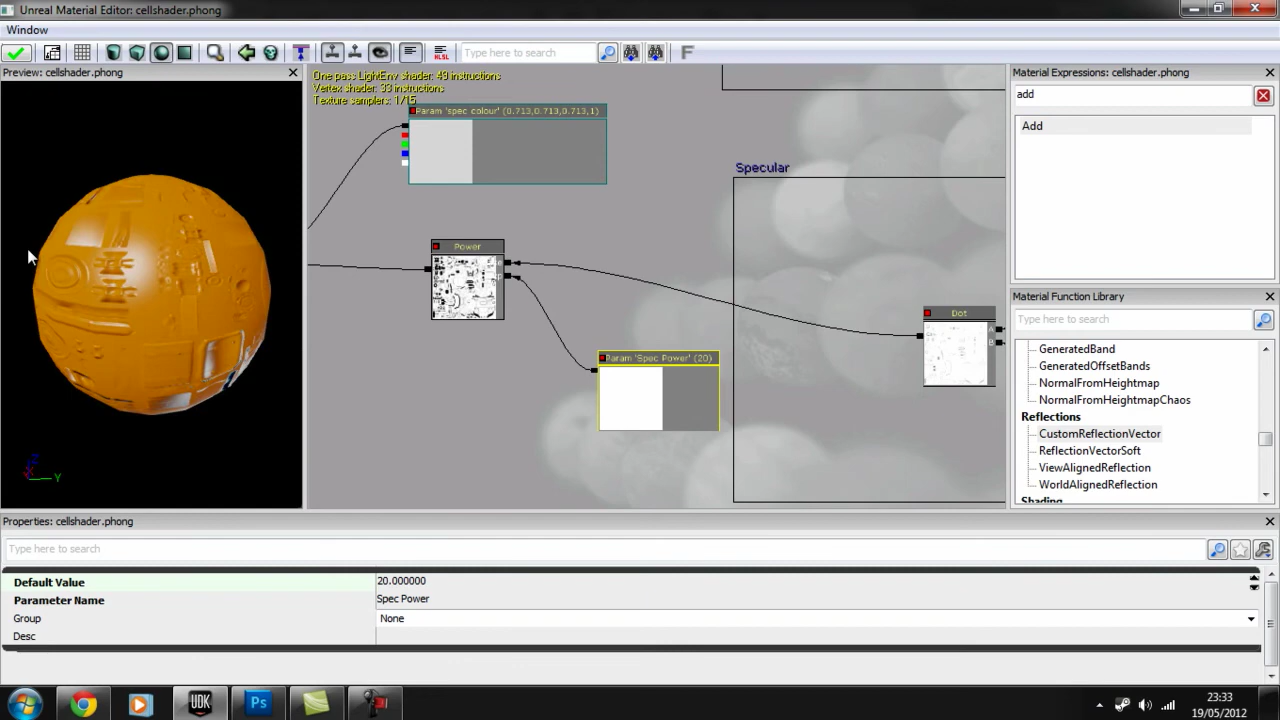 Unreal Material Editor: cellshader.phong
Window
Type here to search
F
HLSL
Preview: cellshader.phong
One pass LightEnv shader: 49 instructions
Vertex shader: 33 instructions
Texture samplers: 1/15
Param 'spec colour' (0.713,0.713,0.713,1)
Specular
Power
Dot
A
B
Param 'Spec Power' (20)
Z
X
Y
Material Expressions: cellshader.phong
add
Add
Material Function Library
Type here to search
GeneratedBand
GeneratedOffsetBands
NormalFromHeightmap
NormalFromHeightmapChaos
Reflections
CustomReflectionVector
ReflectionVectorSoft
ViewAlignedReflection
WorldAlignedReflection
Shading
Properties: cellshader.phong
Type here to search
Default Value 20.000000
Parameter Name Spec Power
Group None
Desc
UDK
Ps
23:33
19/05/2012